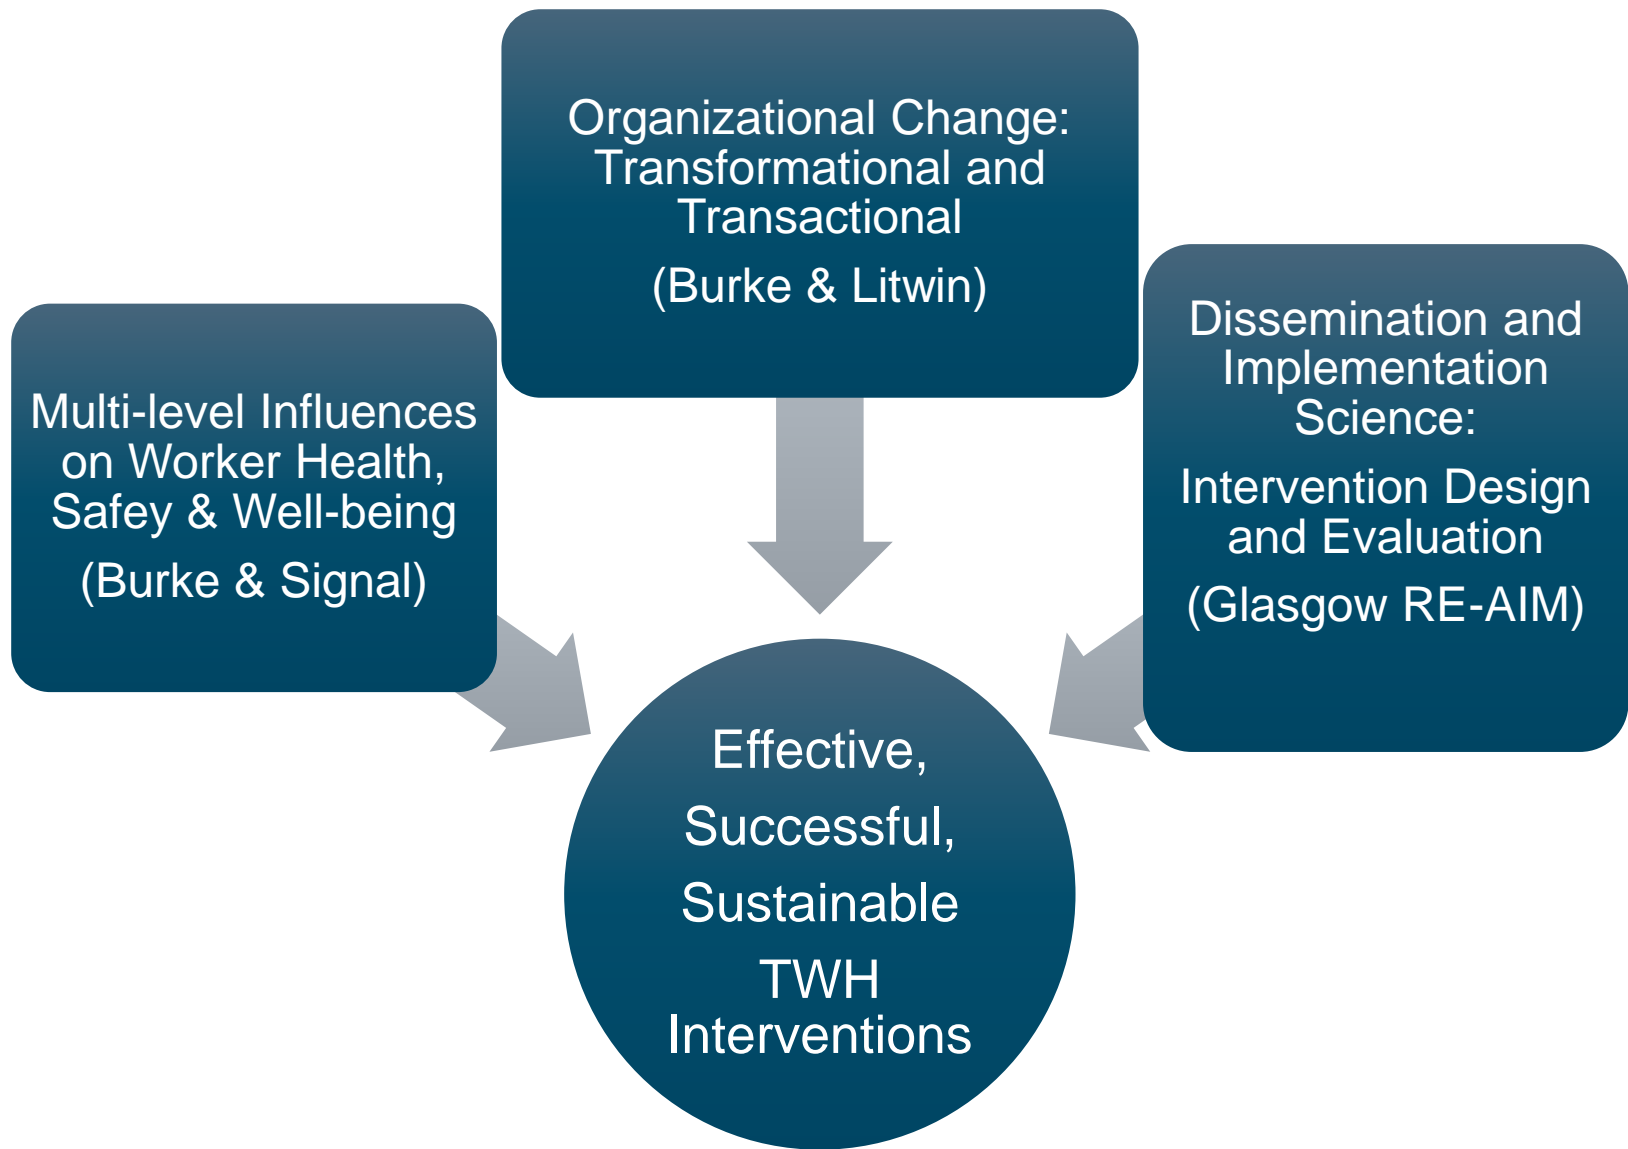 Organizational Change:
Transformational and
Transactional
(Burke & Litwin)
Multi-level Influences
on Worker Health,
Safey & Well-being
(Burke & Signal)
Dissemination and
Implementation
Science:
Intervention Design
and Evaluation
(Glasgow RE-AIM)
Effective,
Successful,
Sustainable
TWH
Interventions